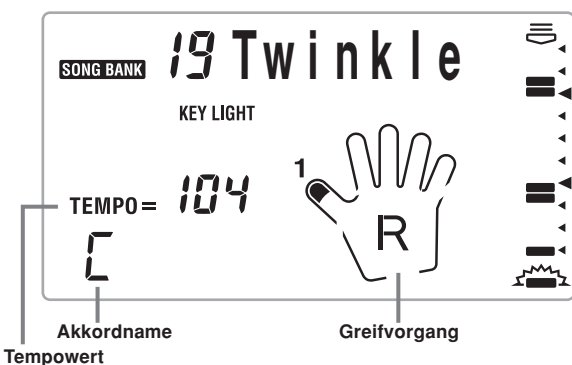 SONG BANK 19 Twinkle
KEY LIGHT
1
TEMPO = 104
R
C
Akkordname
Greifvorgang
Tempowert